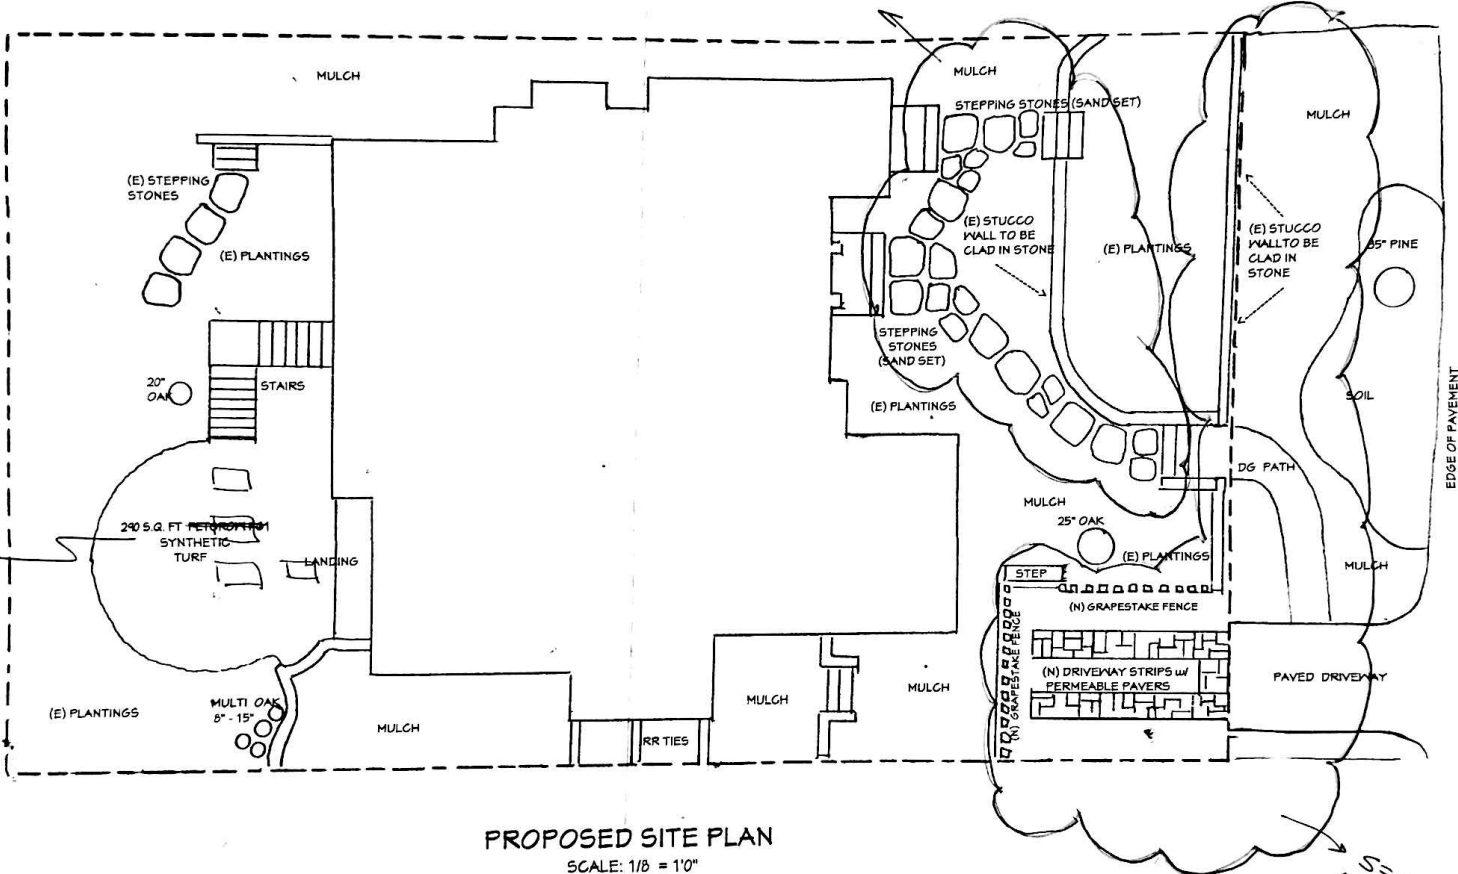 MULCH
MULCH
STEPPING STONES (SAND SET)
MULCH
(E) STEPPING
STONES
(E) PLANTINGS
(E) STUCCO
WALL TO BE
CLAD IN STONE
(E) PLANTINGS
(E) STUCCO
WALL TO BE
CLAD IN
STONE
35" PINE
STEPPING
STONES
(SAND SET)
20"
OAK
STAIRS
(E) PLANTINGS
SOIL
EDGE OF PAVEMENT
DG PATH
MULCH
25" OAK
290 S.Q. FT
SYNTHETIC
TURF
LANDING
(E) PLANTINGS
STEP
MULCH
(N) GRAPESTAKE FENCE
(N) GRAPESTAKE FENCE
(N) DRIVEWAY STRIPS w/
PERMEABLE PAVERS
PAVED DRIVEWAY
MULCH
MULCH
MULTI OAK
8" - 15"
(E) PLANTINGS
MULCH
RR TIES
PROPOSED SITE PLAN
SCALE: 1/8 = 1'0"